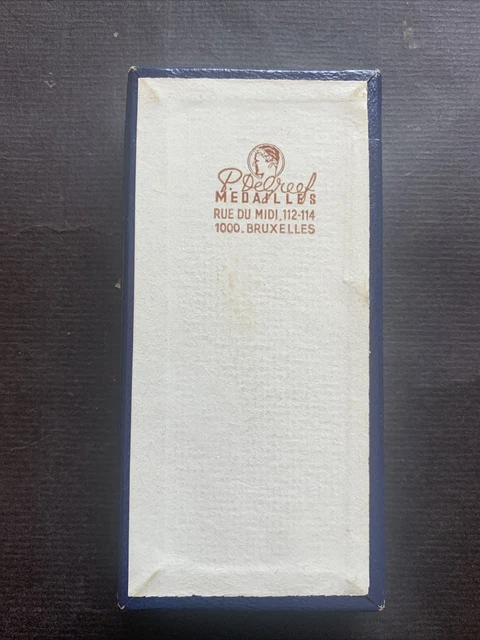 P. DeGreef
MEDAILLES
RUE DU MIDI, 112-114
1000. BRUXELLES